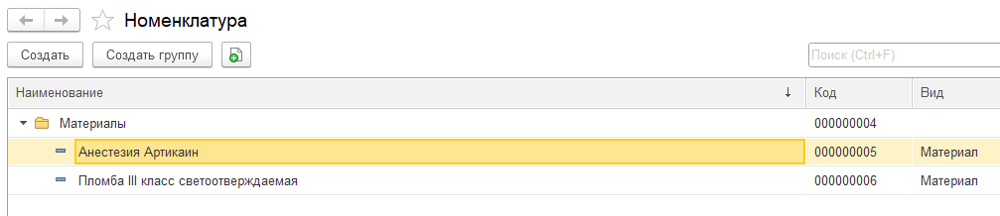 Номенклатура
Создать Создать группу Поиск (Ctrl+F)
Наименование ↓ Код Вид
Материалы 000000004
Анестезия Артикаин 000000005 Материал
Пломба III класс светоотверждаемая 000000006 Материал